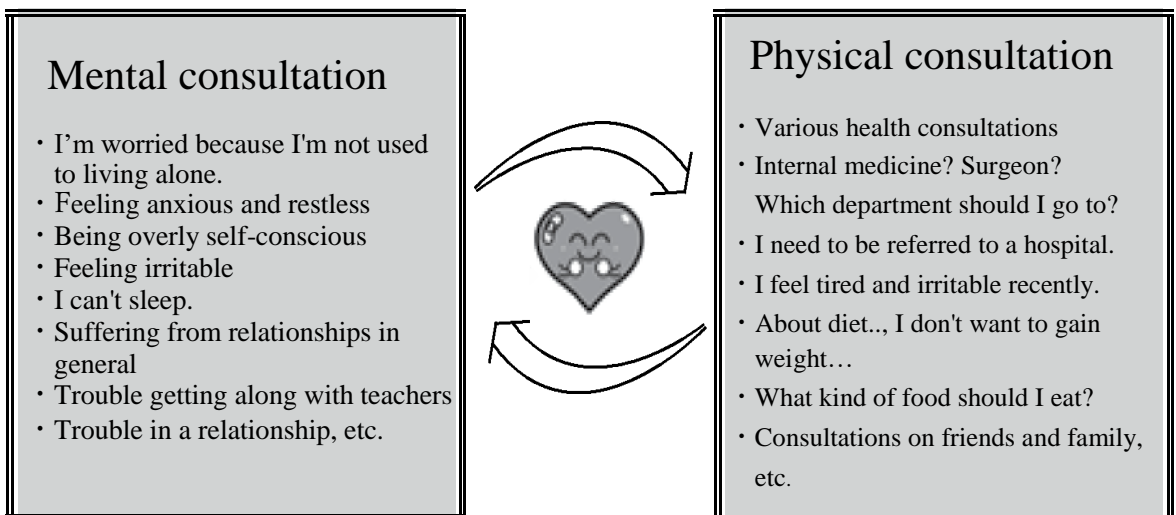 Mental consultation
・I’m worried because I'm not used
to living alone.
・Feeling anxious and restless
・Being overly self-conscious
・Feeling irritable
・I can't sleep.
・Suffering from relationships in
general
・Trouble getting along with teachers
・Trouble in a relationship, etc.
Physical consultation
・Various health consultations
・Internal medicine? Surgeon?
Which department should I go to?
・I need to be referred to a hospital.
・I feel tired and irritable recently.
・About diet.., I don't want to gain
weight…
・What kind of food should I eat?
・Consultations on friends and family,
etc.